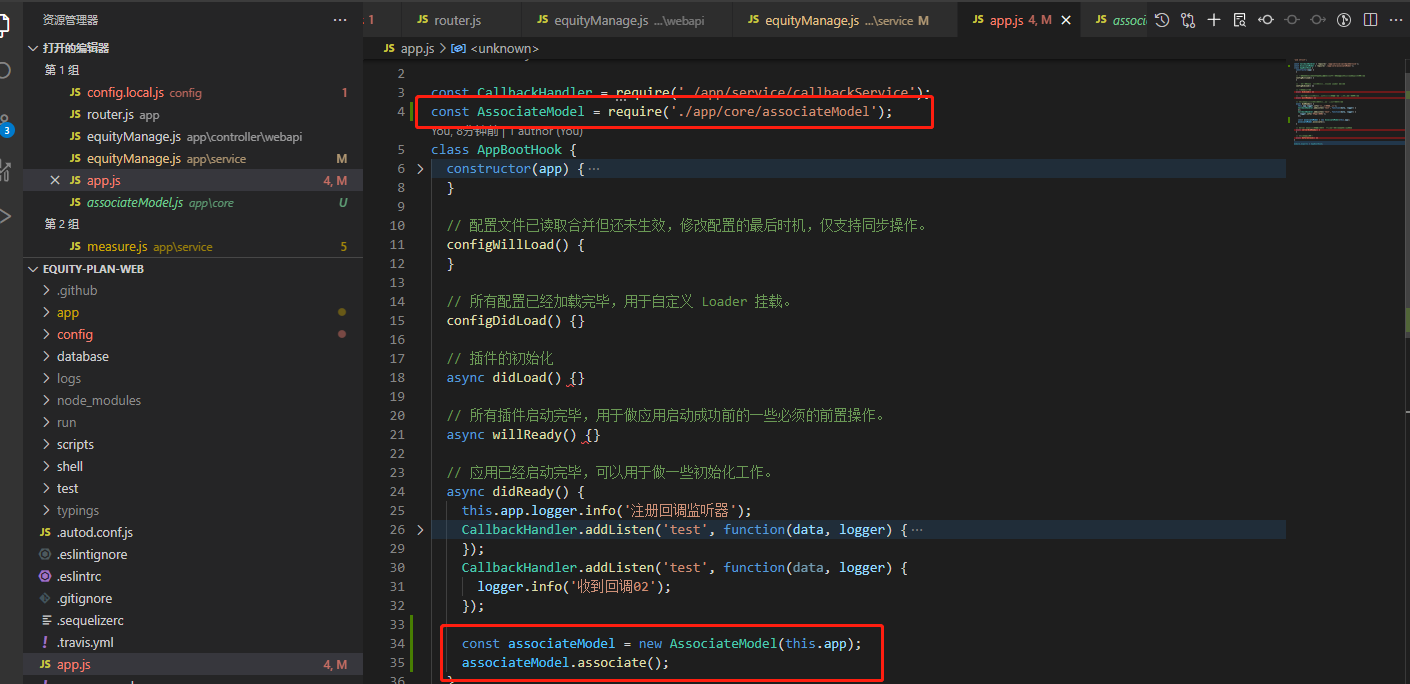 资源管理器 ···
打开的编辑器
第 1 组
JS config.local.js config 1
JS router.js app
JS equityManage.js app\controller\webapi
JS equityManage.js app\service M
JS app.js 4, M
JS associateModel.js app\core U
第 2 组
JS measure.js app\service 5
EQUITY-PLAN-WEB
.github
app
config
database
logs
node_modules
run
scripts
shell
test
typings
JS .autod.conf.js
.eslintignore
.eslintrc
.gitignore
.sequelizerc
! .travis.yml
JS app.js 4, M
3
. 1
JS router.js
JS equityManage.js ...\webapi
JS equityManage.js ...\service M
JS app.js 4, M
JS associ
JS app.js > <unknown>
2
3 const CallbackHandler = require('./app/service/callbackService');
4 const AssociateModel = require('./app/core/associateModel');
You, 8分钟前 | 1 author (You)
5 class AppBootHook {
6 constructor(app) { ···
8 }
9
10 // 配置文件已读取合并但还未生效，修改配置的最后时机，仅支持同步操作。
11 configWillLoad() {
12 }
13
14 // 所有配置已经加载完毕，用于自定义 Loader 挂载。
15 configDidLoad() {}
16
17 // 插件的初始化
18 async didLoad() {}
19
20 // 所有插件启动完毕，用于做应用启动成功前的一些必须的前置操作。
21 async willReady() {}
22
23 // 应用已经启动完毕，可以用于做一些初始化工作。
24 async didReady() {
25 this.app.logger.info('注册回调监听器');
26 CallbackHandler.addListen('test', function(data, logger) { ···
29 });
30 CallbackHandler.addListen('test', function(data, logger) {
31 logger.info('收到回调02');
32 });
33
34 const associateModel = new AssociateModel(this.app);
35 associateModel.associate();
36 }